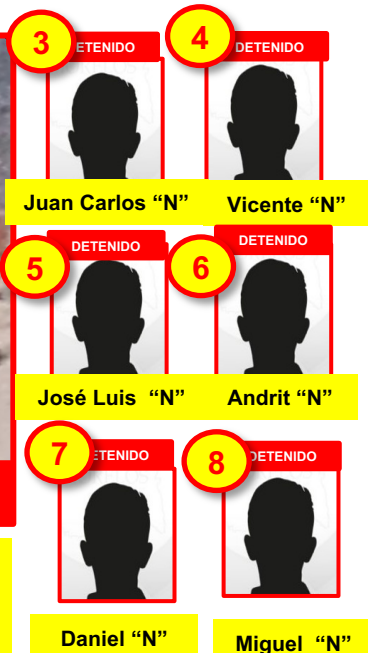 3
DETENIDO
4
DETENIDO
Juan Carlos “N”
Vicente “N”
5
DETENIDO
6
DETENIDO
José Luis “N”
Andrit “N”
7
ETENIDO
8
DETENIDO
Daniel “N”
Miguel “N”